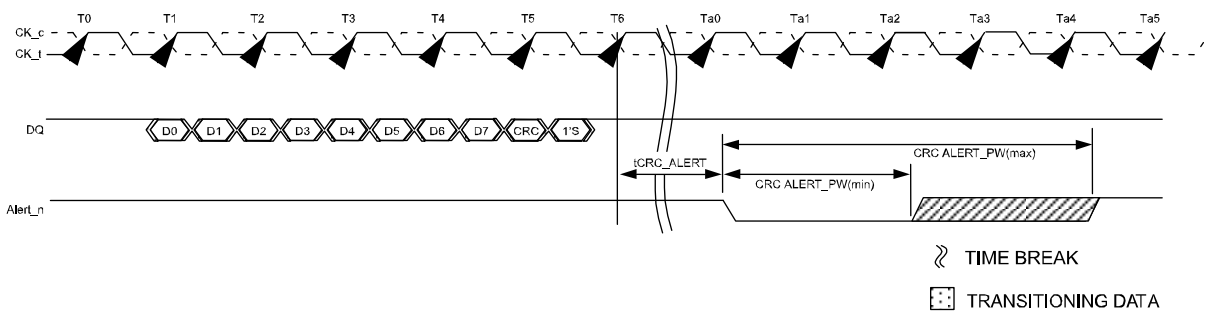 T0 T1 T2 T3 T4 T5 T6 Ta0 Ta1 Ta2 Ta3 Ta4 Ta5
CK_c
CK_t
DQ D0 D1 D2 D3 D4 D5 D6 D7 CRC 1'S
CRC ALERT_PW(max)
tCRC_ALERT
CRC ALERT_PW(min)
Alert_n
TIME BREAK
TRANSITIONING DATA